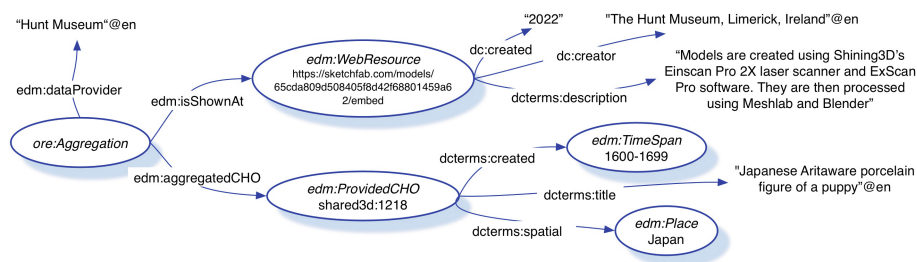 “Hunt Museum“@en
edm:dataProvider
ore:Aggregation
edm:isShownAt
edm:aggregatedCHO
edm:WebResource
https://sketchfab.com/models/
65cda809d508405f8d42f68801459a6
2/embed
dc:created
“2022”
dc:creator
"The Hunt Museum, Limerick, Ireland”@en
dcterms:description
“Models are created using Shining3D’s
Einscan Pro 2X laser scanner and ExScan
Pro software. They are then processed
using Meshlab and Blender”
edm:ProvidedCHO
shared3d:1218
dcterms:created
edm:TimeSpan
1600-1699
dcterms:title
"Japanese Aritaware porcelain
figure of a puppy”@en
dcterms:spatial
edm:Place
Japan